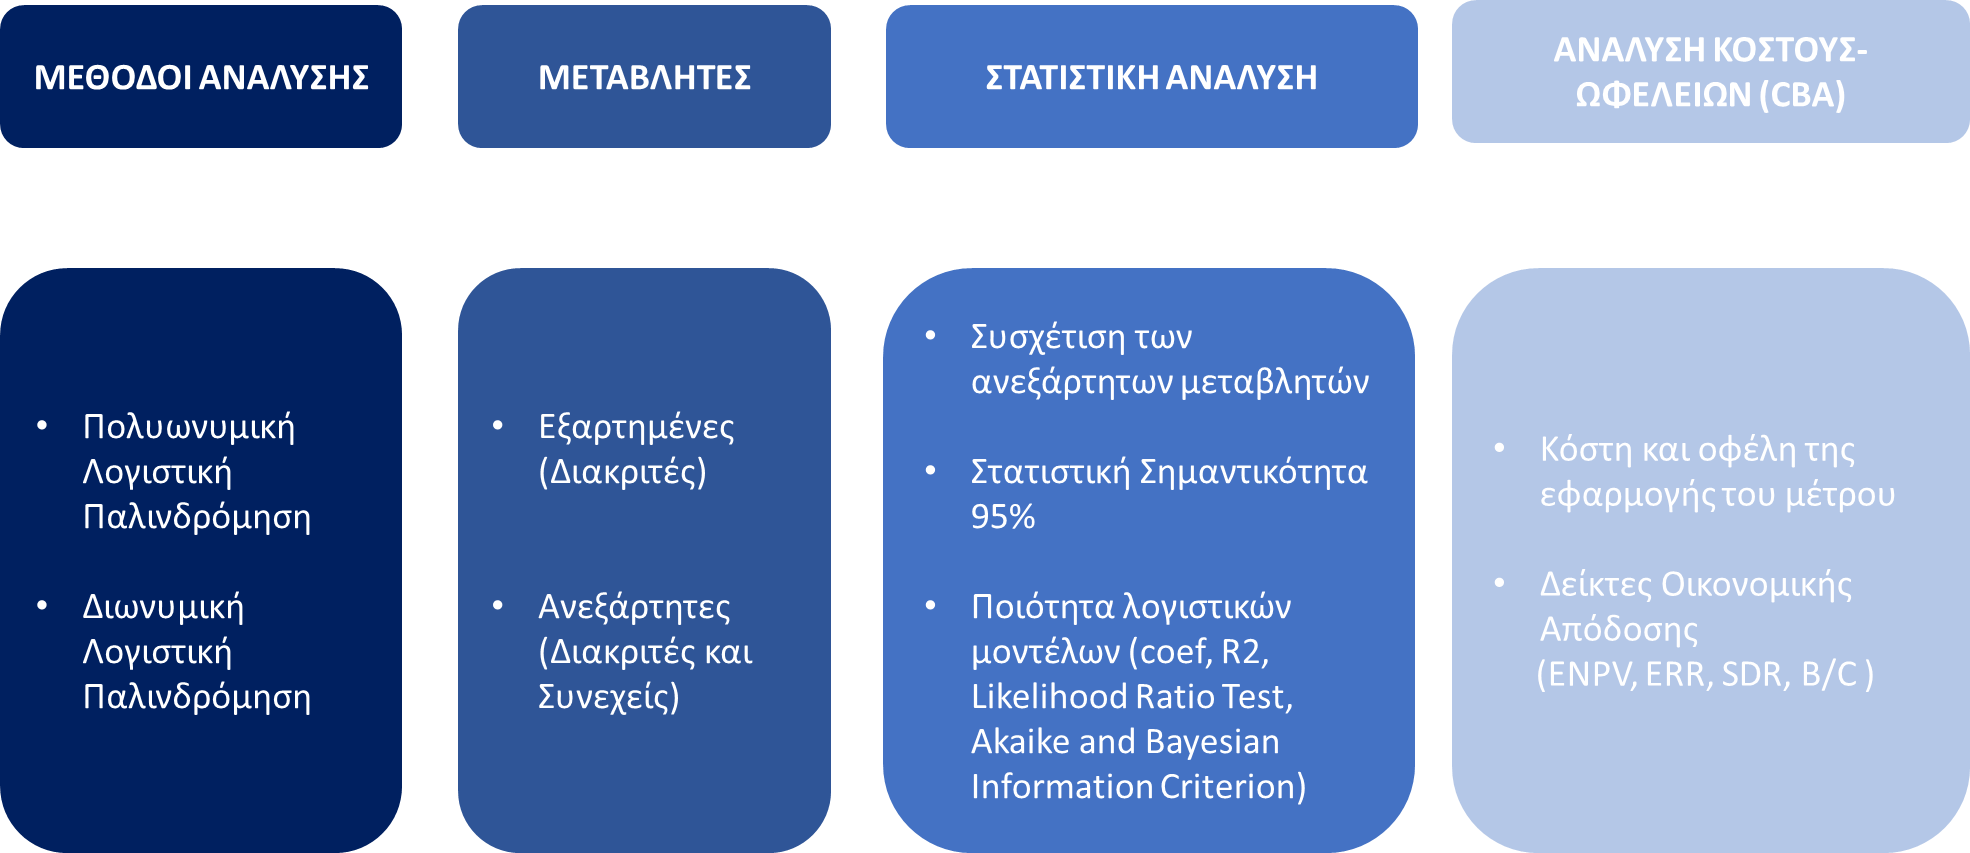 ΜΕΘΟΔΟΙ ΑΝΑΛΥΣΗΣ
ΜΕΤΑΒΛΗΤΕΣ
ΣΤΑΤΙΣΤΙΚΗ ΑΝΑΛΥΣΗ
ΑΝΑΛΥΣΗ ΚΟΣΤΟΥΣ-
ΩΦΕΛΕΙΩΝ (CBA)
• Πολυωνυμική
Λογιστική
Παλινδρόμηση
• Διωνυμική
Λογιστική
Παλινδρόμηση
• Εξαρτημένες
(Διακριτές)
• Ανεξάρτητες
(Διακριτές και
Συνεχείς)
• Συσχέτιση των
ανεξάρτητων μεταβλητών
• Στατιστική Σημαντικότητα
95%
• Ποιότητα λογιστικών
μοντέλων (coef, R2,
Likelihood Ratio Test,
Akaike and Bayesian
Information Criterion)
• Κόστη και οφέλη της
εφαρμογής του μέτρου
• Δείκτες Οικονομικής
Απόδοσης
(ENPV, ERR, SDR, B/C )